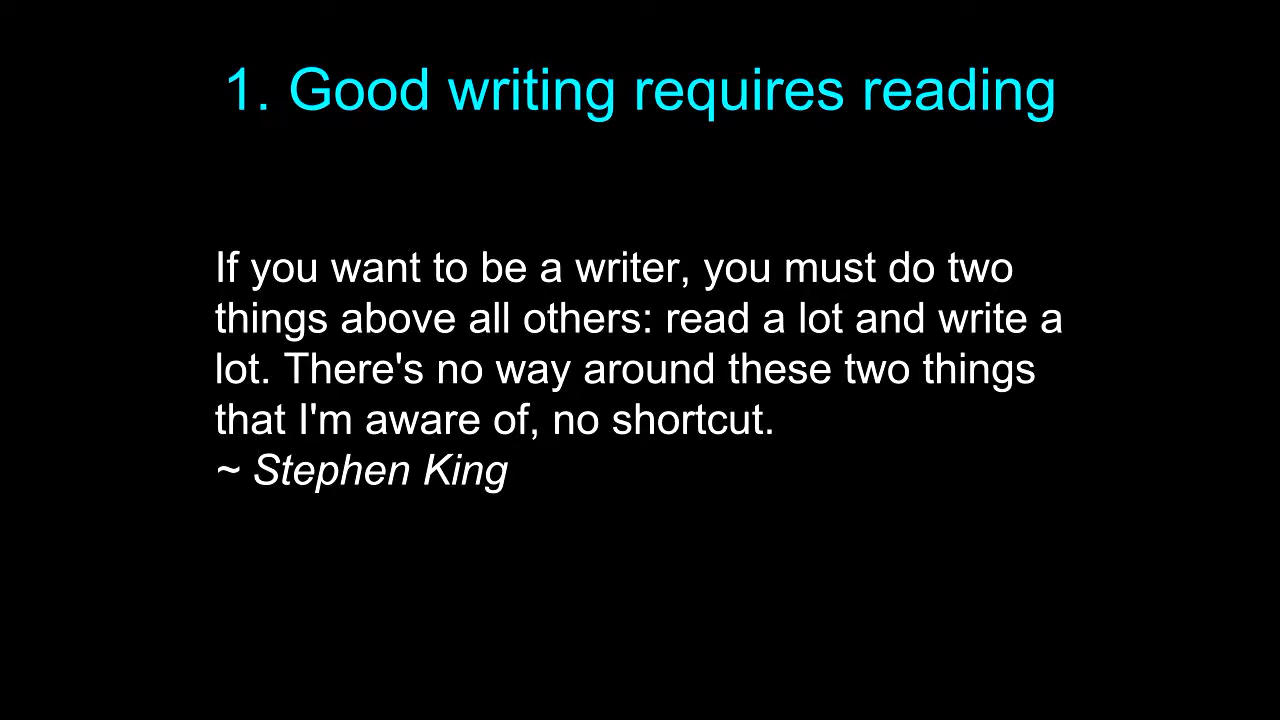 1. Good writing requires reading
If you want to be a writer, you must do two
things above all others: read a lot and write a
lot. There's no way around these two things
that I'm aware of, no shortcut.
~ Stephen King